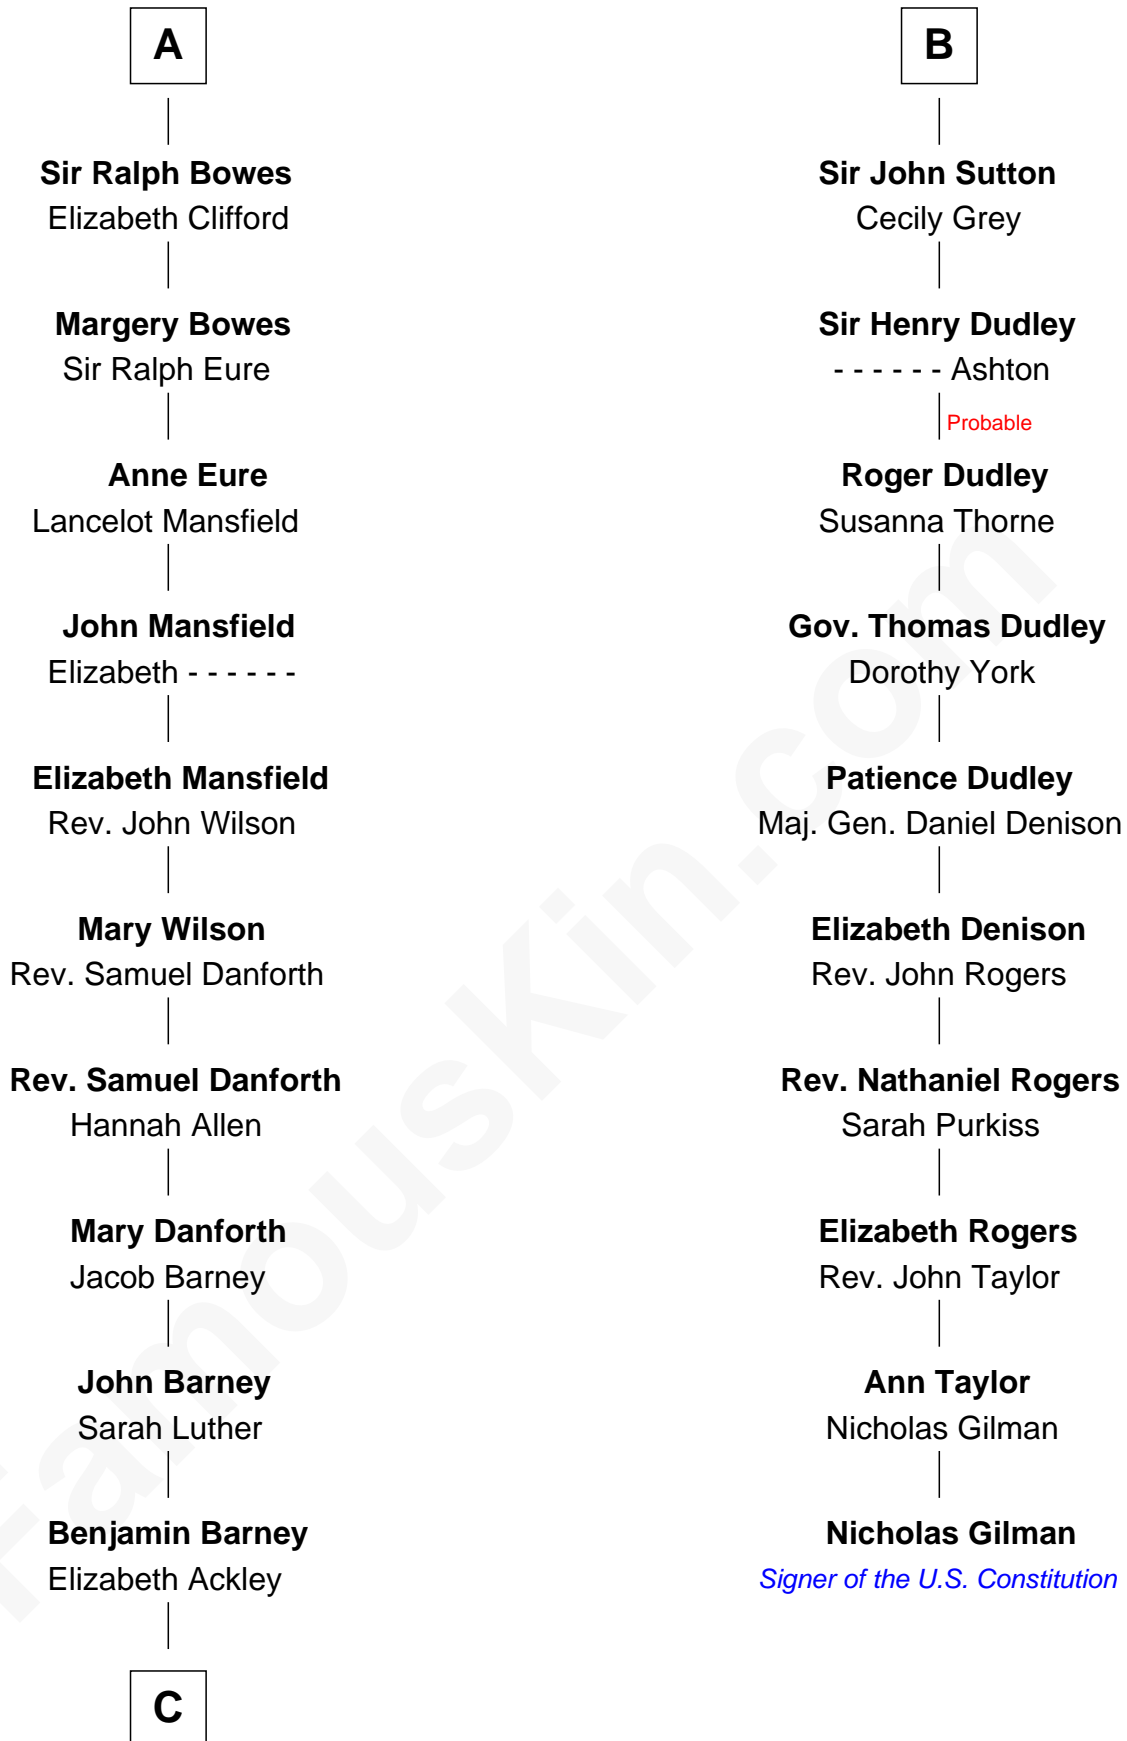 A
Sir Ralph Bowes
Elizabeth Clifford
Margery Bowes
Sir Ralph Eure
Anne Eure
Lancelot Mansfield
John Mansfield
Elizabeth - - - - - -
Elizabeth Mansfield
Rev. John Wilson
Mary Wilson
Rev. Samuel Danforth
Rev. Samuel Danforth
Hannah Allen
Mary Danforth
Jacob Barney
John Barney
Sarah Luther
Benjamin Barney
Elizabeth Ackley
C
B
Sir John Sutton
Cecily Grey
Sir Henry Dudley
- - - - - - Ashton
Probable
Roger Dudley
Susanna Thorne
Gov. Thomas Dudley
Dorothy York
Patience Dudley
Maj. Gen. Daniel Denison
Elizabeth Denison
Rev. John Rogers
Rev. Nathaniel Rogers
Sarah Purkiss
Elizabeth Rogers
Rev. John Taylor
Ann Taylor
Nicholas Gilman
Nicholas Gilman
Signer of the U.S. Constitution
FamousKin.com